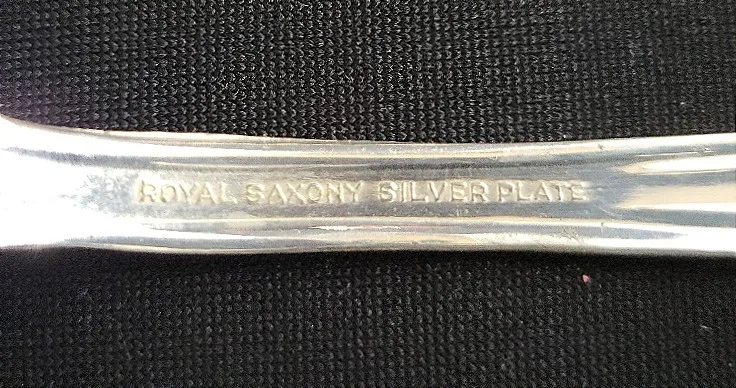 ROYAL SAXONY SILVER PLATE